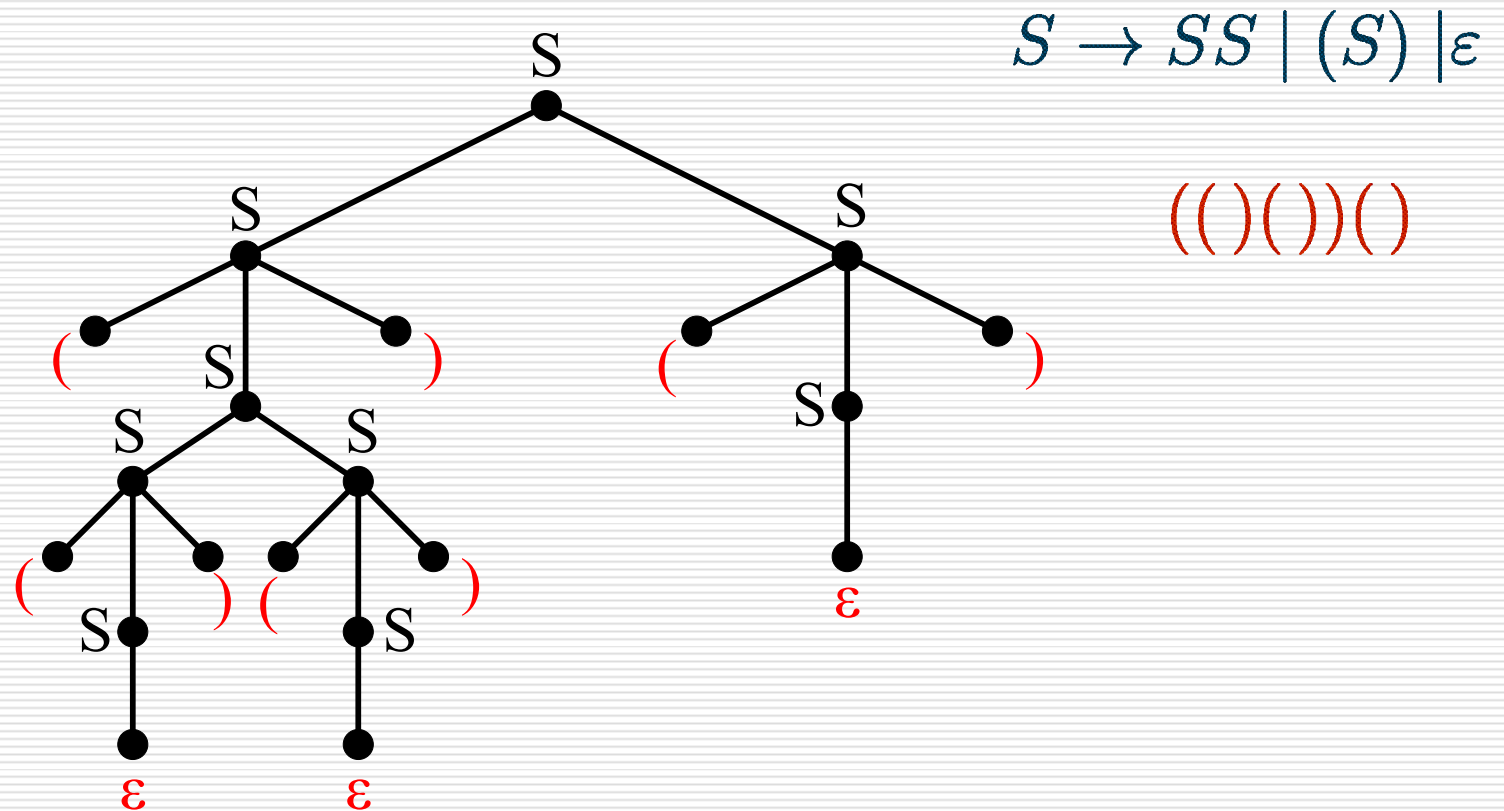 S → SS | (S) |ε
S
S S
(()())()
( ) ( )
S
S S S
( ) ( )
S S
ε
ε ε